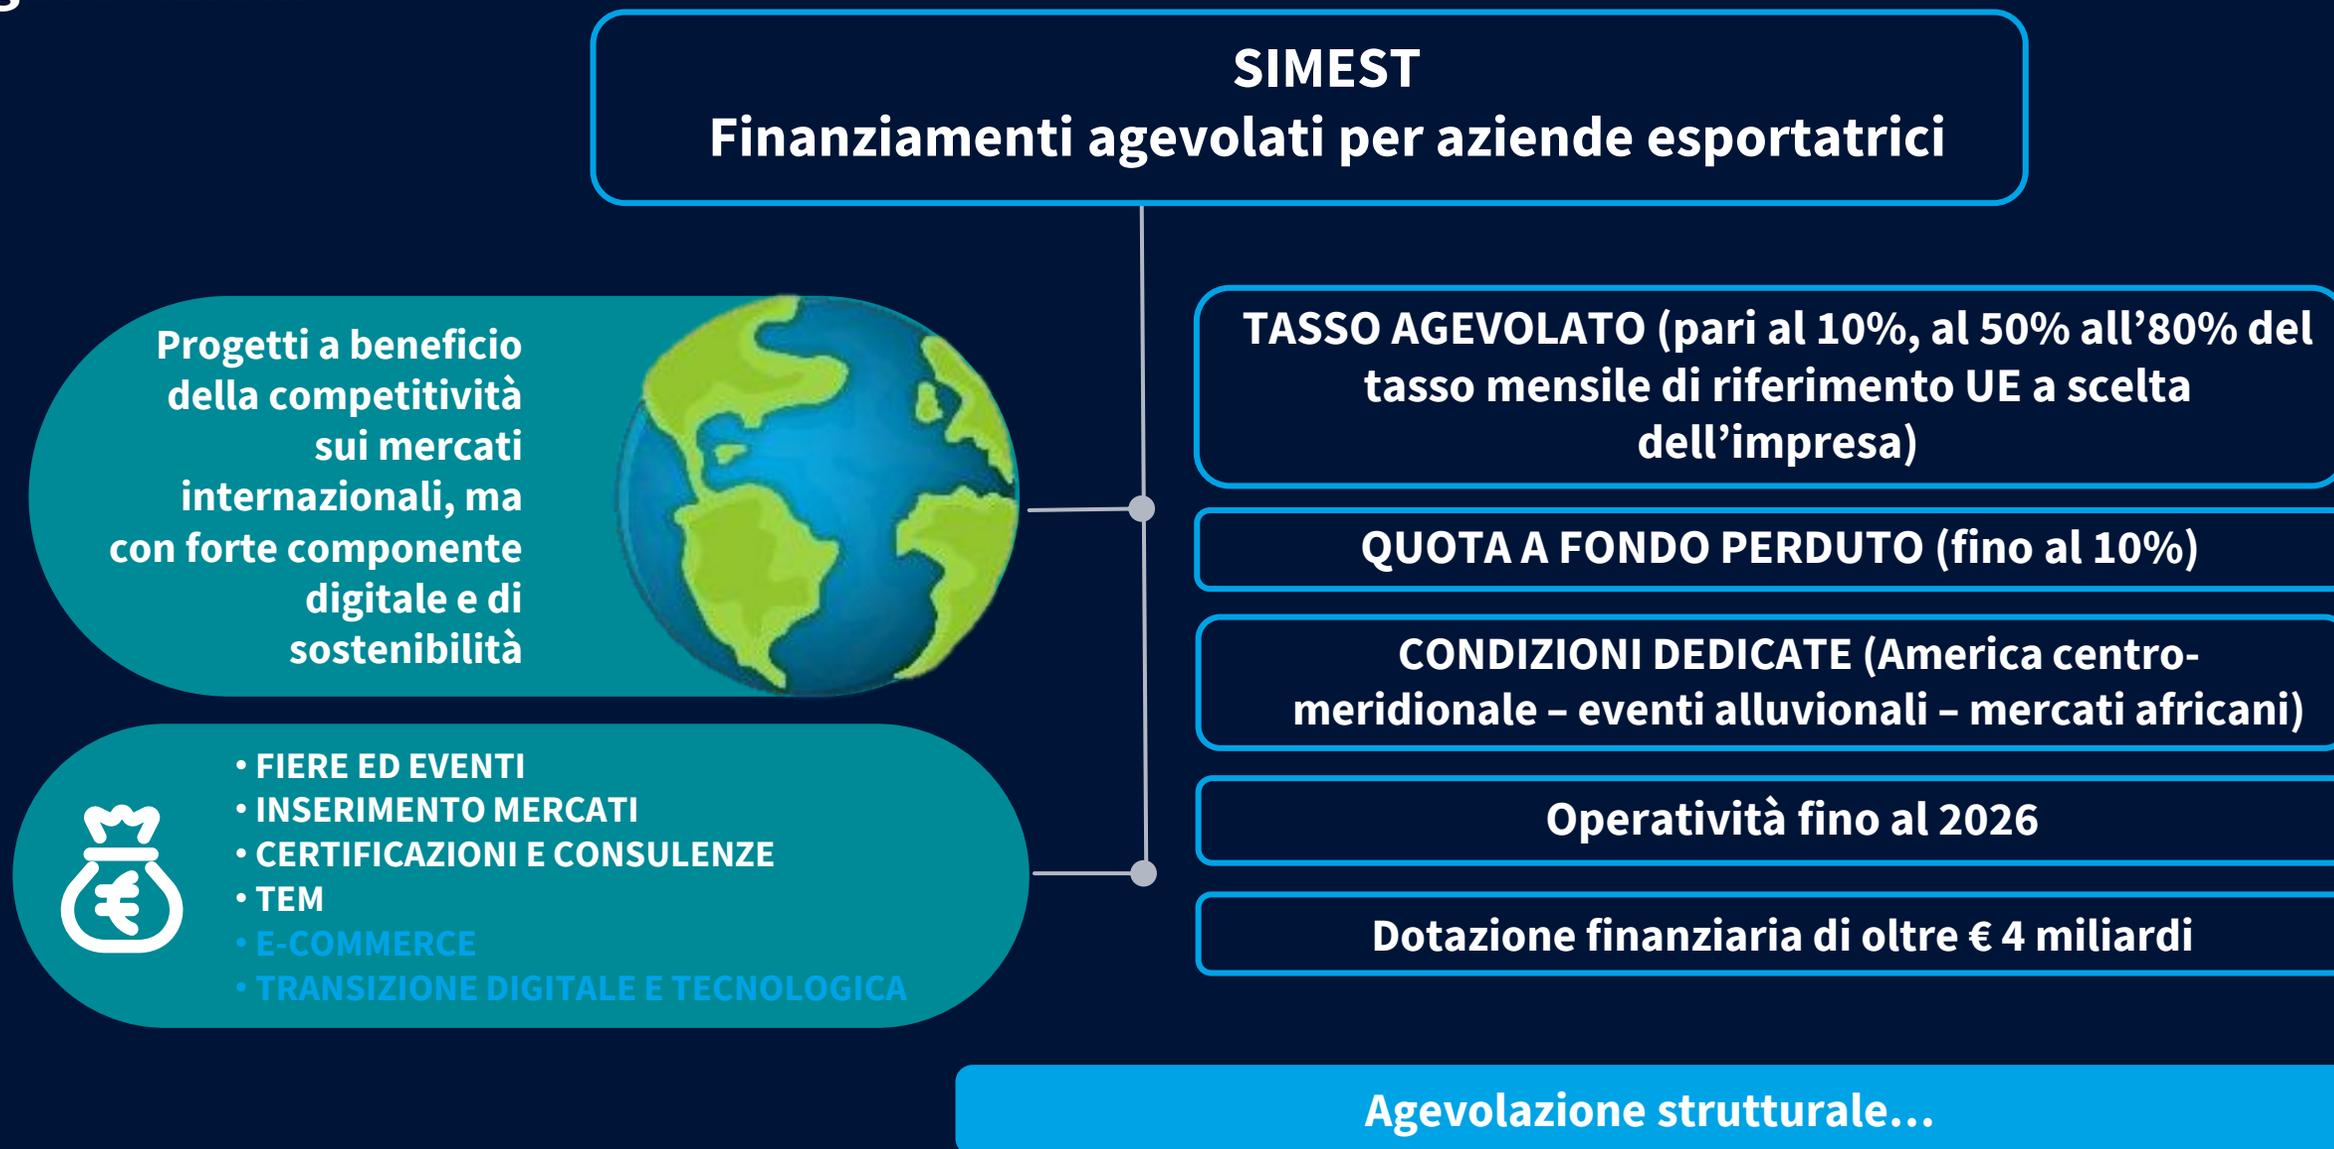 SIMEST
Finanziamenti agevolati per aziende esportatrici
Progetti a beneficio
della competitività
sui mercati
internazionali, ma
con forte componente
digitale e di
sostenibilità
• FIERE ED EVENTI
• INSERIMENTO MERCATI
• CERTIFICAZIONI E CONSULENZE
• TEM
• E-COMMERCE
• TRANSIZIONE DIGITALE E TECNOLOGICA
TASSO AGEVOLATO (pari al 10%, al 50% all’80% del
tasso mensile di riferimento UE a scelta
dell’impresa)
QUOTA A FONDO PERDUTO (fino al 10%)
CONDIZIONI DEDICATE (America centro-
meridionale – eventi alluvionali – mercati africani)
Operatività fino al 2026
Dotazione finanziaria di oltre € 4 miliardi
Agevolazione strutturale…